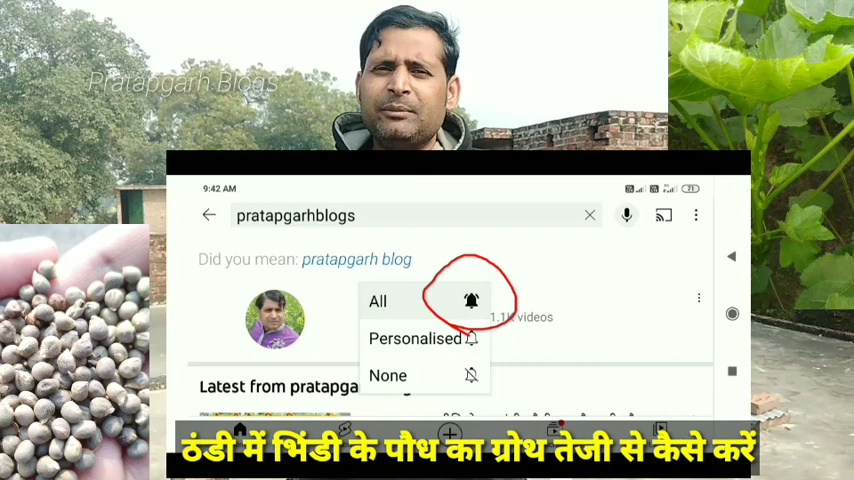 Pratapgarh Blogs
9:42 AM
71
pratapgarhblogs
Did you mean: pratapgarh blog
All
1.1K videos
Personalised
None
Latest from pratapga
ठंडी में भिंडी के पौध का ग्रोथ तेजी से कैसे करें